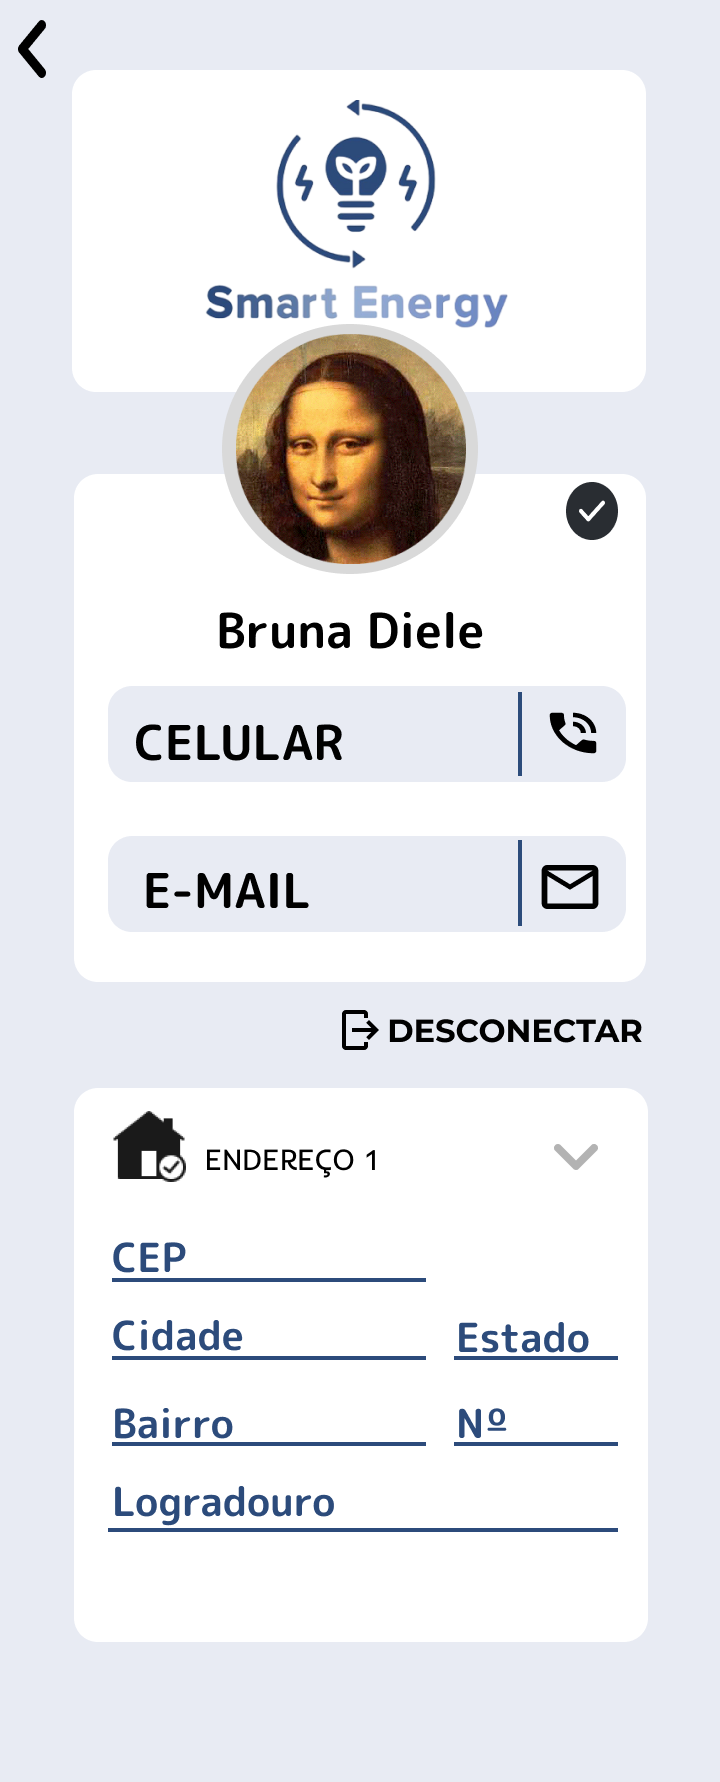 Smart Energy
Bruna Diele
CELULAR
E-MAIL
DESCONECTAR
ENDEREÇO 1
CEP
Cidade Estado
Bairro Nº
Logradouro